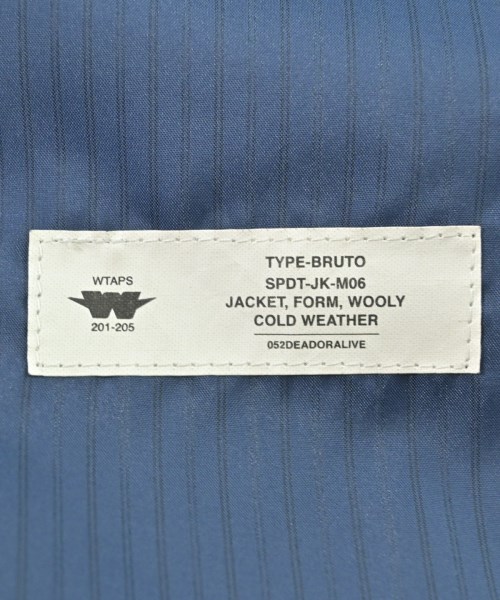 WTAPS
W
201-205
TYPE-BRUTO
SPDT-JK-M06
JACKET, FORM, WOOLY
COLD WEATHER
052DEADORALIVE